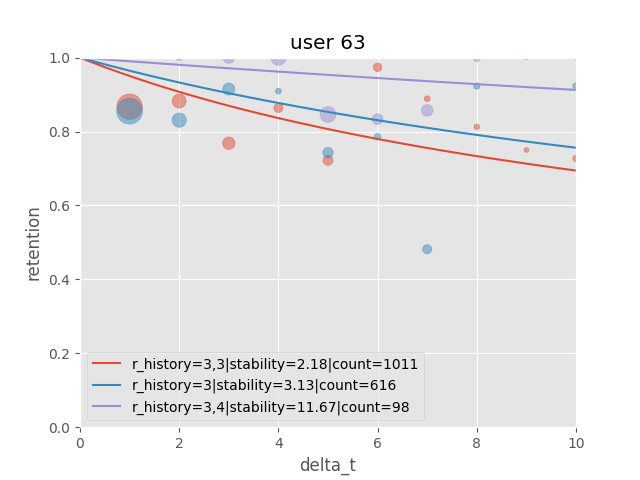 user 63
1.0
0.8
0.6
0.4
0.2
0.0
retention
r_history=3,3|stability=2.18|count=1011
r_history=3|stability=3.13|count=616
r_history=3,4|stability=11.67|count=98
0 2 4 6 8 10
delta_t